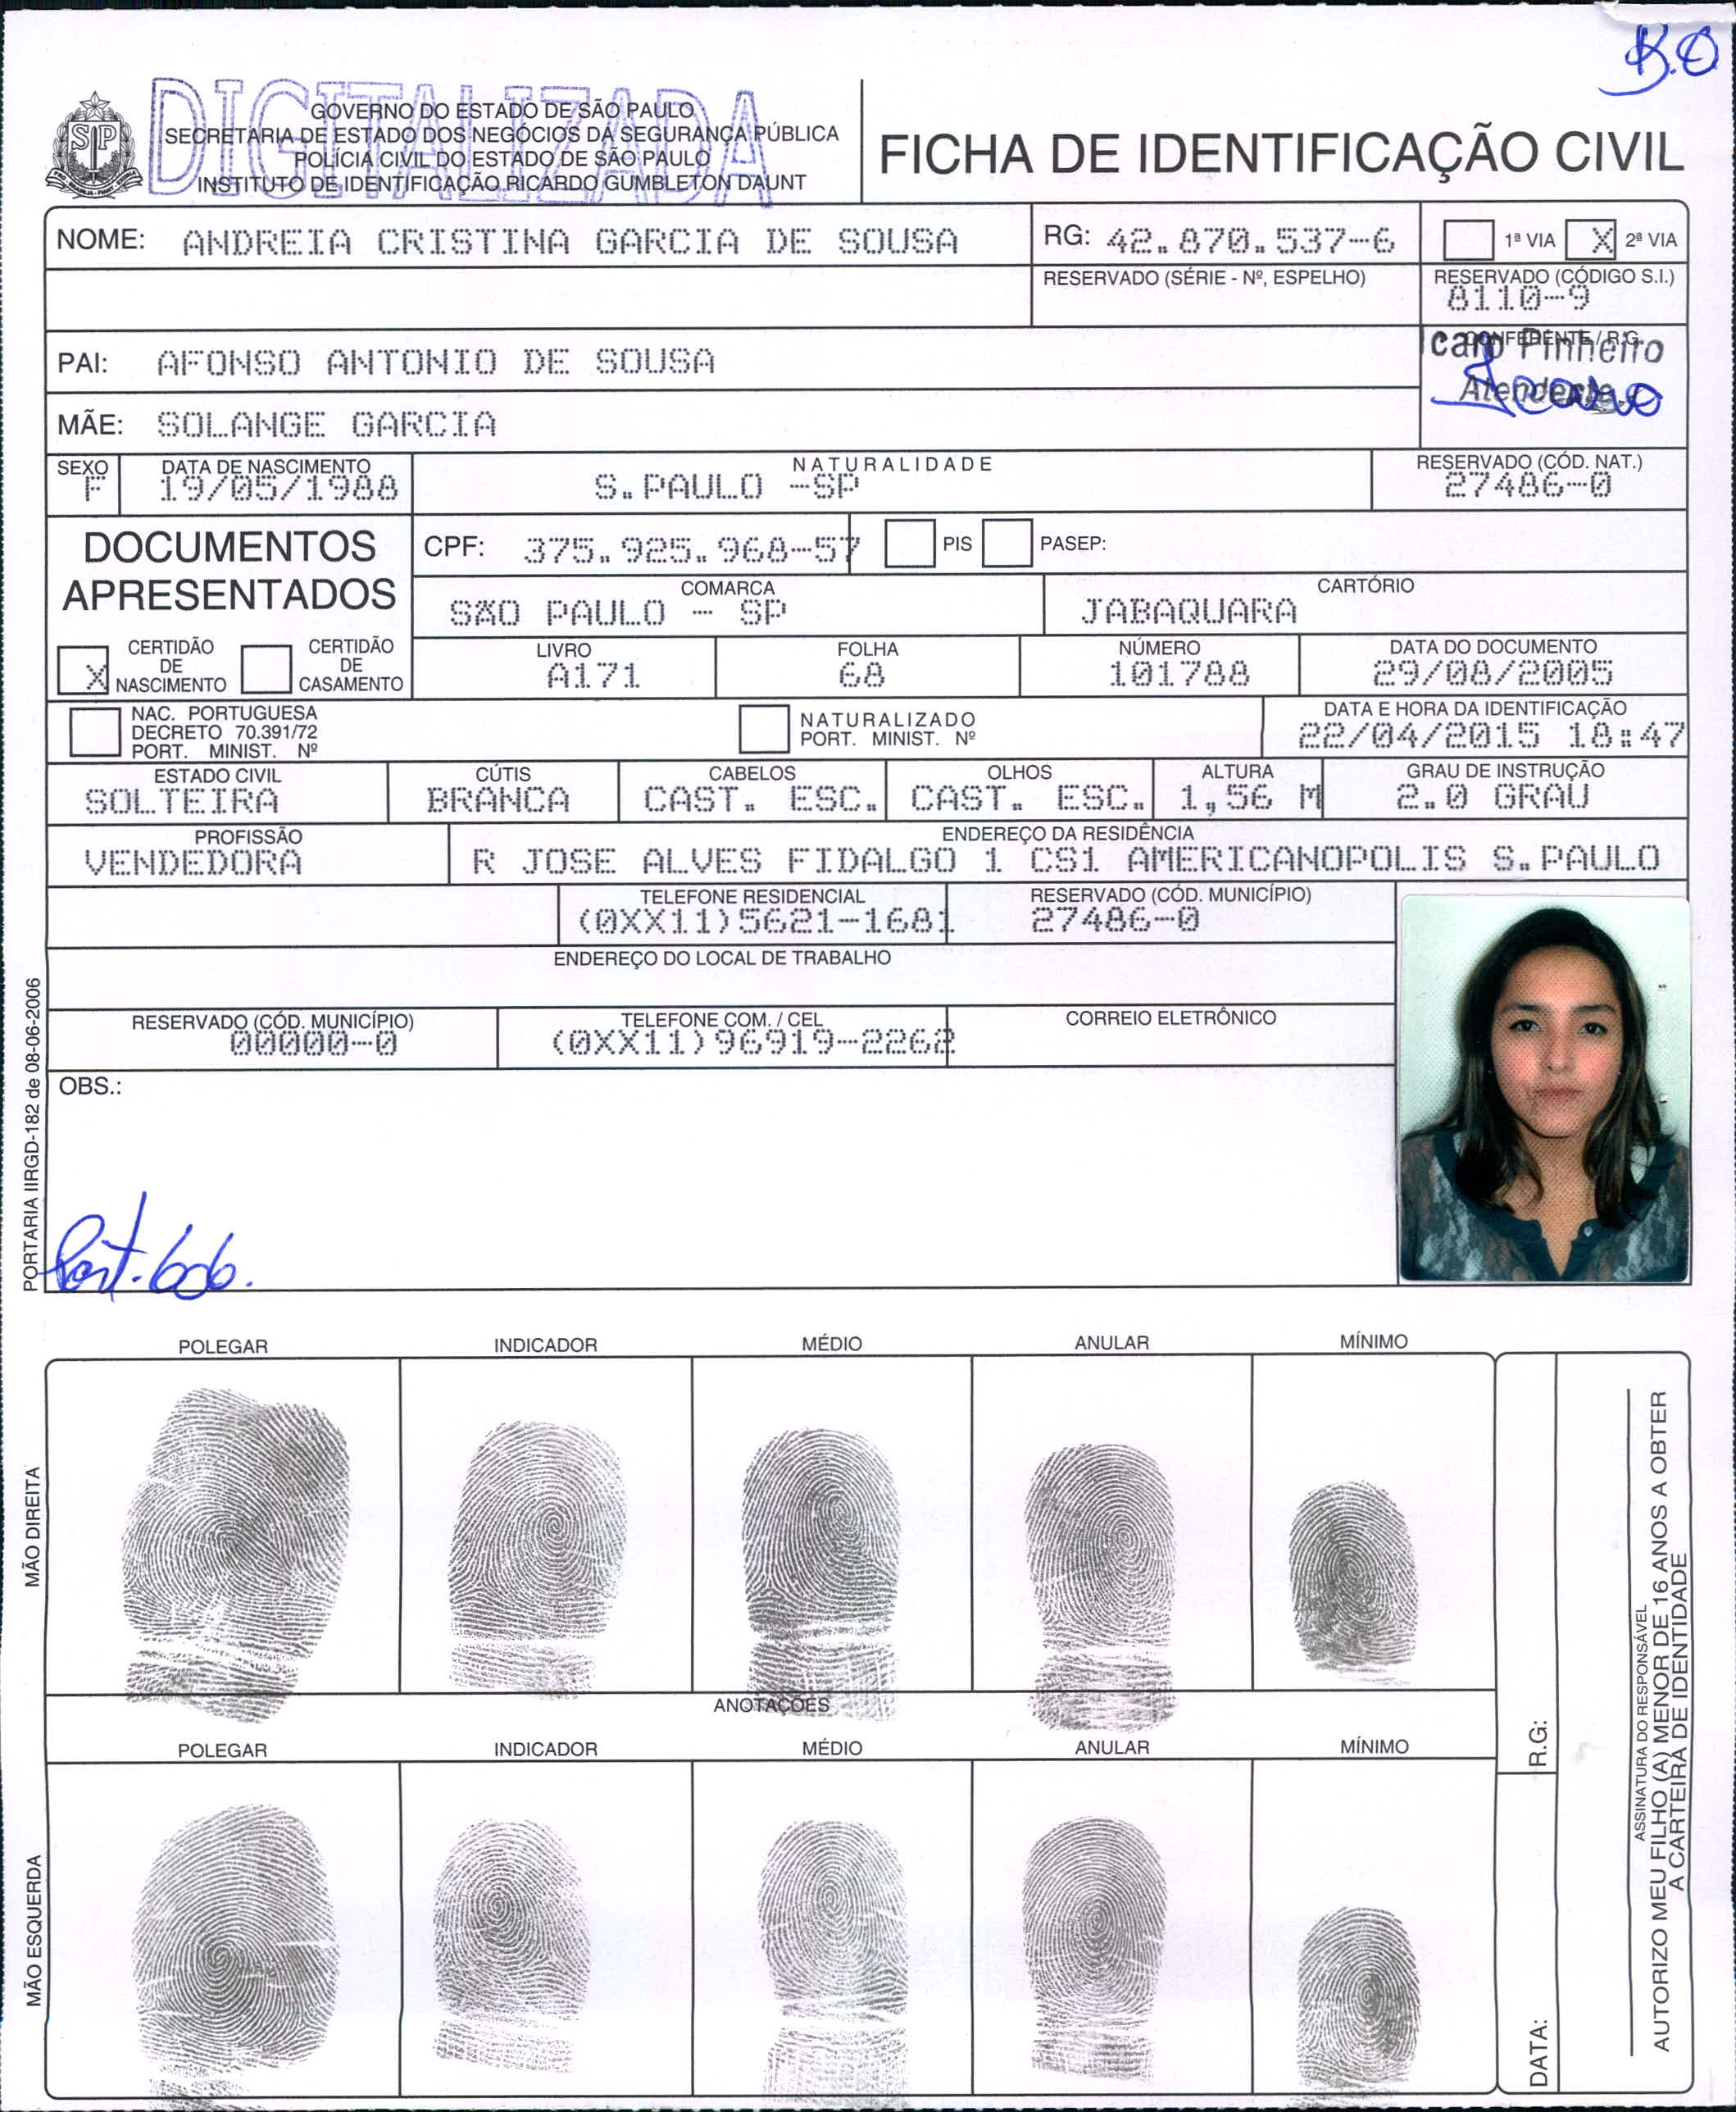 B.O
DIGITALIZADA
GOVERNO DO ESTADO DE SÃO PAULO
SECRETARIA DE ESTADO DOS NEGÓCIOS DA SEGURANÇA PÚBLICA
POLÍCIA CIVIL DO ESTADO DE SÃO PAULO
INSTITUTO DE IDENTIFICAÇÃO RICARDO GUMBLETON DAUNT
SP
FICHA DE IDENTIFICAÇÃO CIVIL
NOME: ANDREIA CRISTINA GARCIA DE SOUSA
RG: 42.870.537-6
1ª VIA X 2ª VIA
RESERVADO (SÉRIE - Nº, ESPELHO)
RESERVADO (CÓDIGO S.I.)
8110-9
PAI: AFONSO ANTONIO DE SOUSA
CONFERENTE / R.G.
Icaro Pinheiro
Atendente
MÃE: SOLANGE GARCIA
SEXO
F
DATA DE NASCIMENTO
19/05/1988
NATURALIDADE
S.PAULO -SP
RESERVADO (CÓD. NAT.)
27486-0
DOCUMENTOS
APRESENTADOS
CPF: 375.925.968-57
PIS
PASEP:
COMARCA
SÃO PAULO - SP
CARTÓRIO
JABAQUARA
X
CERTIDÃO
DE
NASCIMENTO
CERTIDÃO
DE
CASAMENTO
LIVRO
A171
FOLHA
68
NÚMERO
101788
DATA DO DOCUMENTO
29/08/2005
NAC. PORTUGUESA
DECRETO 70.391/72
PORT. MINIST. Nº
NATURALIZADO
PORT. MINIST. Nº
DATA E HORA DA IDENTIFICAÇÃO
22/04/2015 18:47
ESTADO CIVIL
SOLTEIRA
CÚTIS
BRANCA
CABELOS
CAST. ESC.
OLHOS
CAST. ESC.
ALTURA
1,56 M
GRAU DE INSTRUÇÃO
2.0 GRAU
PROFISSÃO
VENDEDORA
ENDEREÇO DA RESIDÊNCIA
R JOSE ALVES FIDALGO 1 CS1 AMERICANOPOLIS S.PAULO
TELEFONE RESIDENCIAL
(0XX11)5621-1681
RESERVADO (CÓD. MUNICÍPIO)
27486-0
ENDEREÇO DO LOCAL DE TRABALHO
RESERVADO (CÓD. MUNICÍPIO)
00000-0
TELEFONE COM. / CEL
(0XX11)96919-2262
CORREIO ELETRÔNICO
OBS.:
PORTARIA IIRGD-182 de 08-06-2006
POLEGAR
INDICADOR
MÉDIO
ANULAR
MÍNIMO
MÃO DIREITA
ANOTAÇÕES
POLEGAR
INDICADOR
MÉDIO
ANULAR
MÍNIMO
MÃO ESQUERDA
R.G:
DATA:
ASSINATURA DO RESPONSÁVEL
AUTORIZO MEU FILHO (A) MENOR DE 16 ANOS A OBTER
A CARTEIRA DE IDENTIDADE